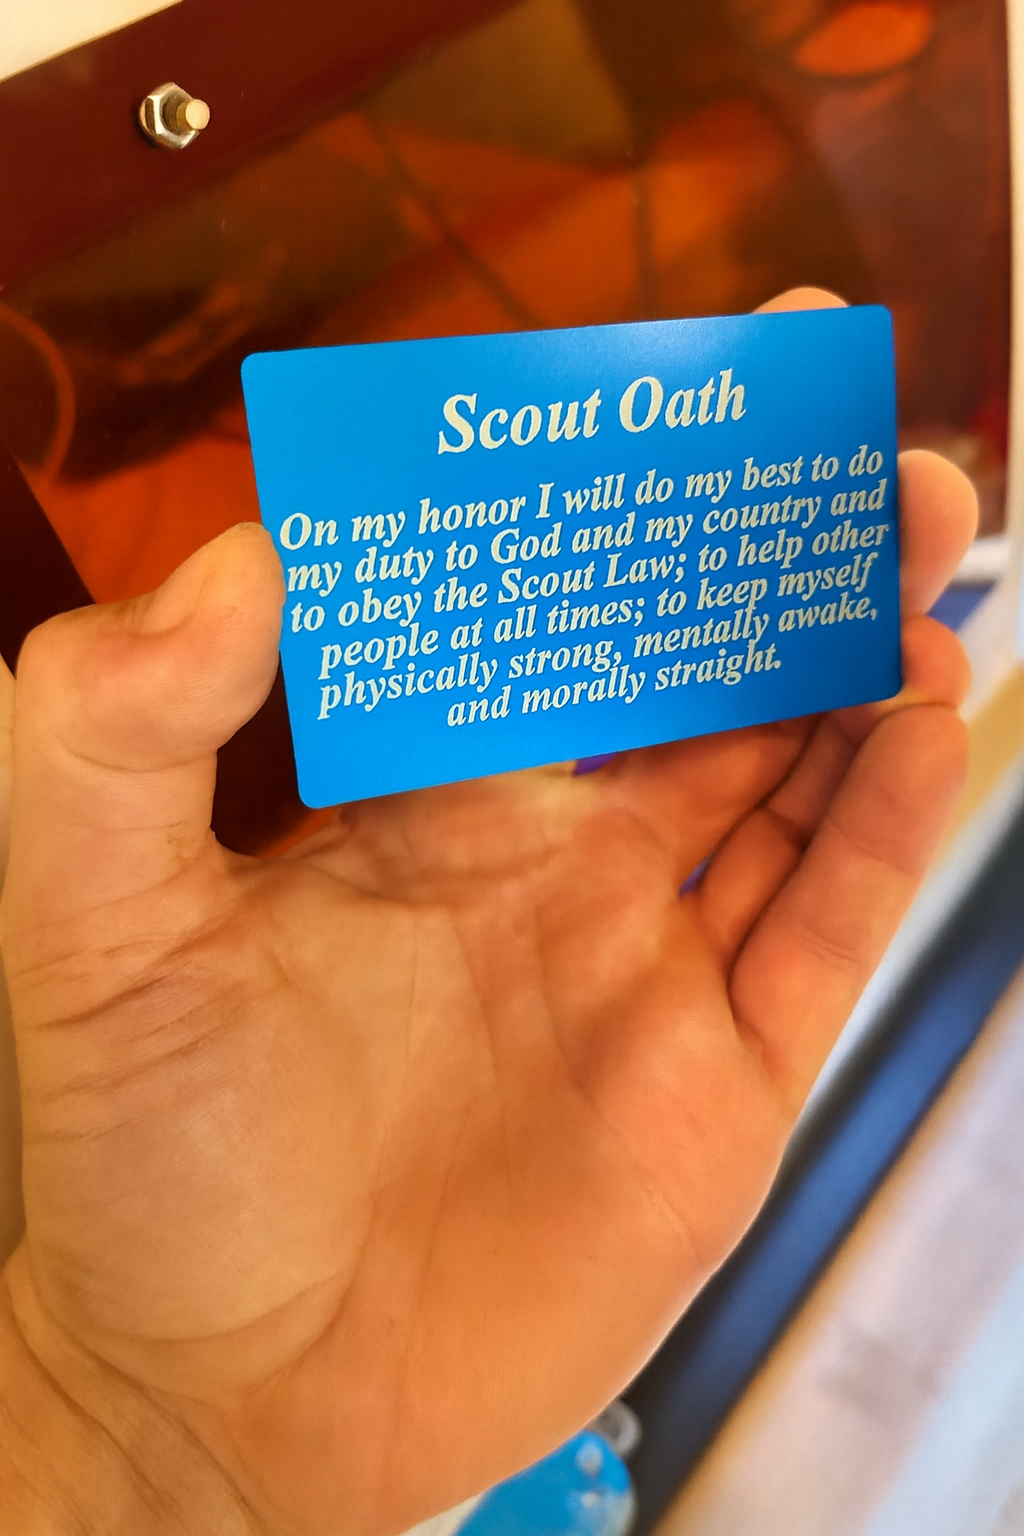 Scout Oath
On my honor I will do my best to do
my duty to God and my country and
to obey the Scout Law; to help other
people at all times; to keep myself
physically strong, mentally awake,
and morally straight.